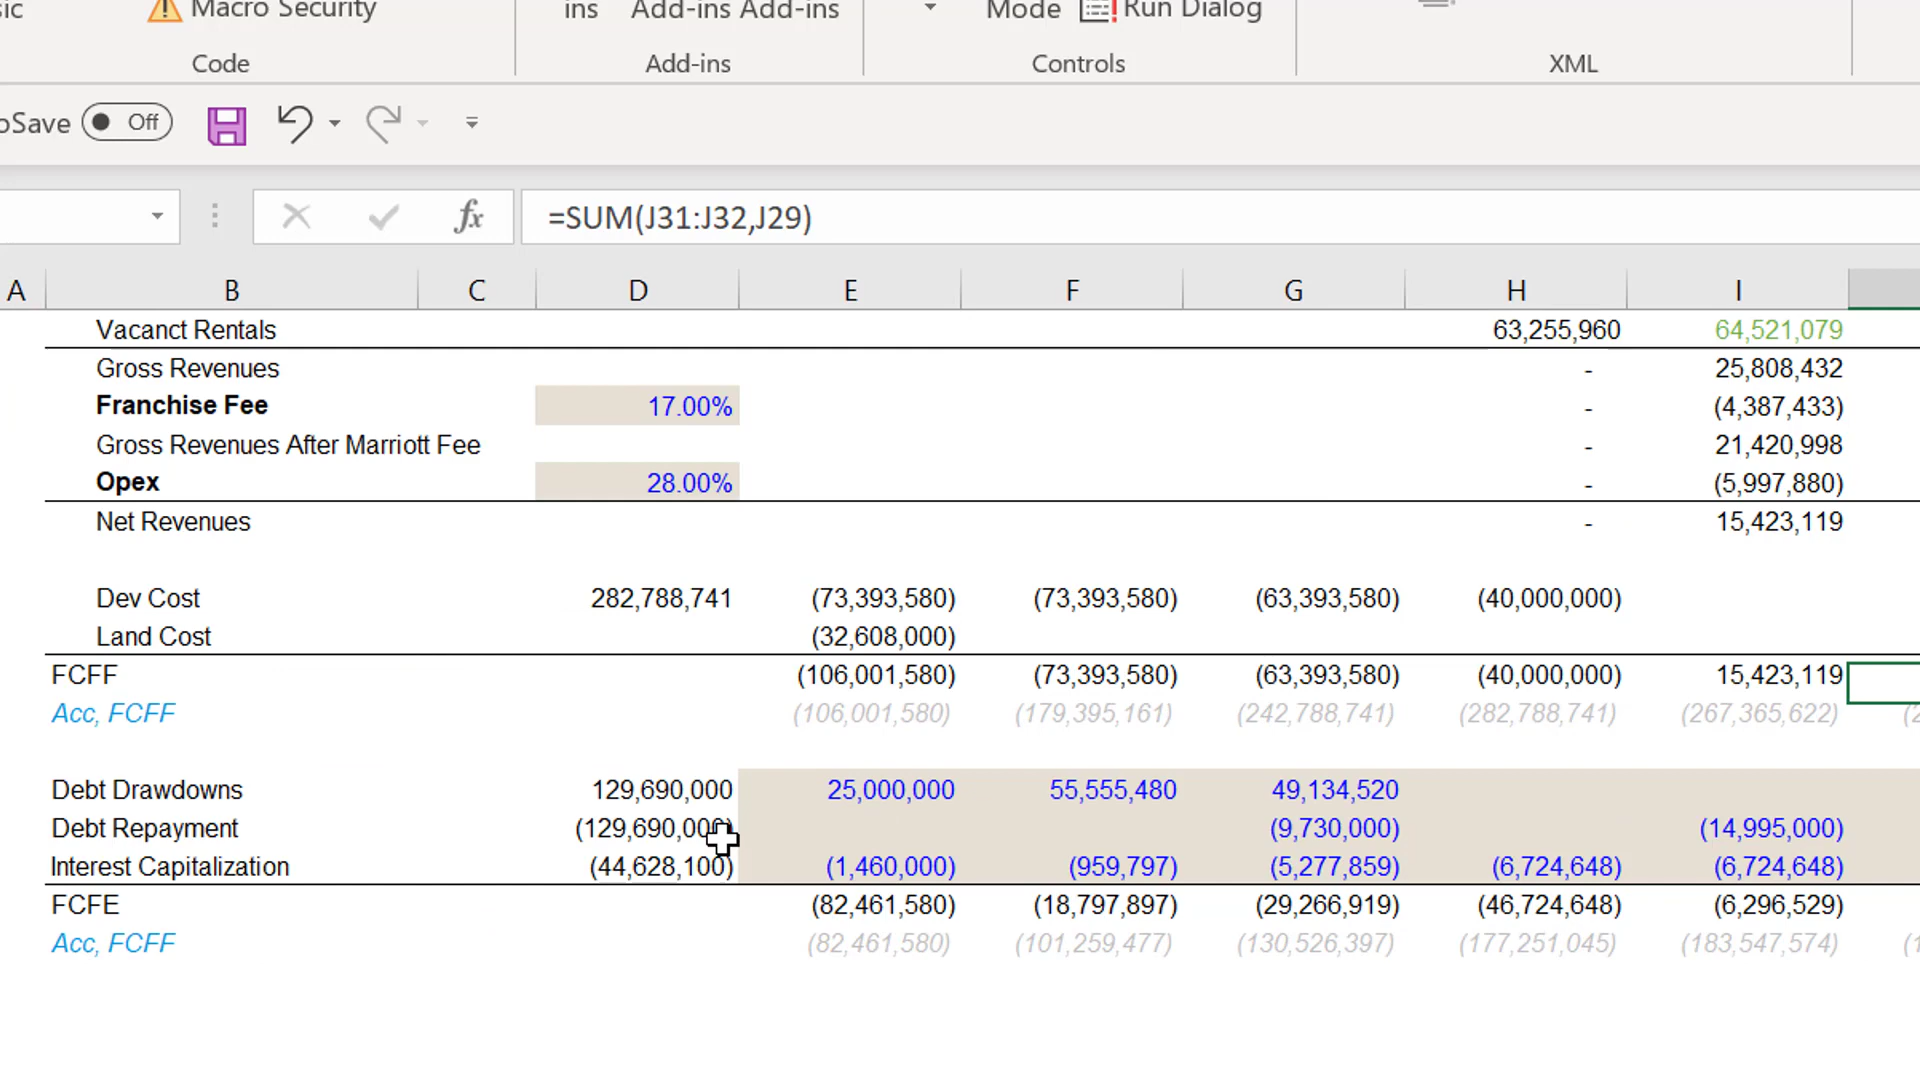 sic Macro Security ins Add-ins Add-ins Mode Run Dialog
Code Add-ins Controls XML
oSave Off
fx =SUM(J31:J32,J29)
A B C D E F G H I
Vacanct Rentals 63,255,960 64,521,079
Gross Revenues - 25,808,432
Franchise Fee 17.00% - (4,387,433)
Gross Revenues After Marriott Fee - 21,420,998
Opex 28.00% - (5,997,880)
Net Revenues - 15,423,119
Dev Cost 282,788,741 (73,393,580) (73,393,580) (63,393,580) (40,000,000)
Land Cost (32,608,000)
FCFF (106,001,580) (73,393,580) (63,393,580) (40,000,000) 15,423,119
Acc, FCFF (106,001,580) (179,395,161) (242,788,741) (282,788,741) (267,365,622) (2
Debt Drawdowns 129,690,000 25,000,000 55,555,480 49,134,520
Debt Repayment (129,690,000) (9,730,000) (14,995,000)
Interest Capitalization (44,628,100) (1,460,000) (959,797) (5,277,859) (6,724,648) (6,724,648)
FCFE (82,461,580) (18,797,897) (29,266,919) (46,724,648) (6,296,529)
Acc, FCFF (82,461,580) (101,259,477) (130,526,397) (177,251,045) (183,547,574) (1